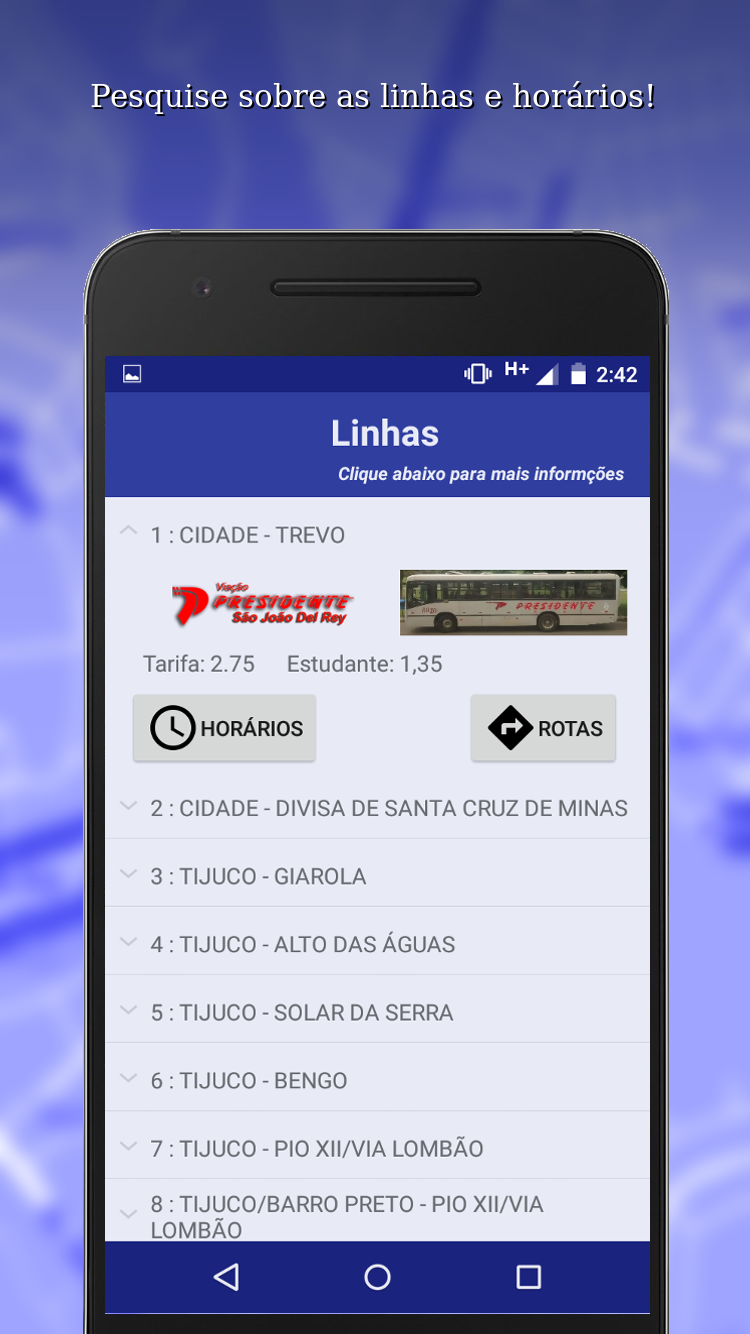 Pesquise sobre as linhas e horários!
H+ 2:42
Linhas
Clique abaixo para mais informções
1 : CIDADE - TREVO
Viação
PRESIDENTE
São João Del Rey
PRESIDENTE
Tarifa: 2.75 Estudante: 1,35
HORÁRIOS ROTAS
2 : CIDADE - DIVISA DE SANTA CRUZ DE MINAS
3 : TIJUCO - GIAROLA
4 : TIJUCO - ALTO DAS ÁGUAS
5 : TIJUCO - SOLAR DA SERRA
6 : TIJUCO - BENGO
7 : TIJUCO - PIO XII/VIA LOMBÃO
8 : TIJUCO/BARRO PRETO - PIO XII/VIA
LOMBÃO